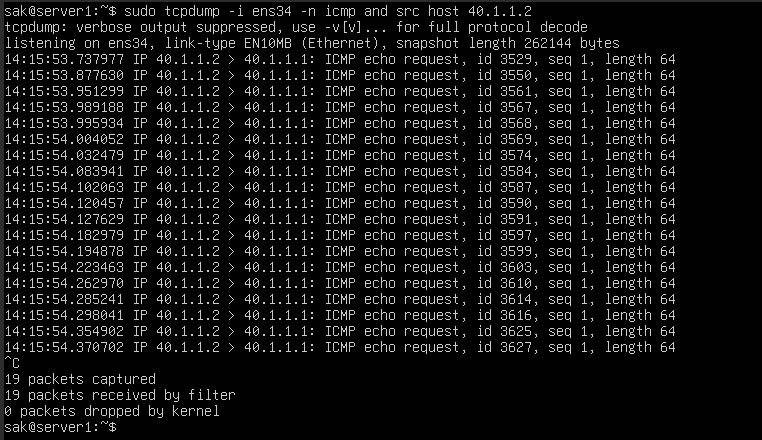 sak@server1:~$ sudo tcpdump -i ens34 -n icmp and src host 40.1.1.2
tcpdump: verbose output suppressed, use -v[v]... for full protocol decode
listening on ens34, link-type EN10MB (Ethernet), snapshot length 262144 bytes
14:15:53.737977 IP 40.1.1.2 > 40.1.1.1: ICMP echo request, id 3529, seq 1, length 64
14:15:53.877630 IP 40.1.1.2 > 40.1.1.1: ICMP echo request, id 3550, seq 1, length 64
14:15:53.951299 IP 40.1.1.2 > 40.1.1.1: ICMP echo request, id 3561, seq 1, length 64
14:15:53.989188 IP 40.1.1.2 > 40.1.1.1: ICMP echo request, id 3567, seq 1, length 64
14:15:53.995934 IP 40.1.1.2 > 40.1.1.1: ICMP echo request, id 3568, seq 1, length 64
14:15:54.004052 IP 40.1.1.2 > 40.1.1.1: ICMP echo request, id 3569, seq 1, length 64
14:15:54.032479 IP 40.1.1.2 > 40.1.1.1: ICMP echo request, id 3574, seq 1, length 64
14:15:54.083941 IP 40.1.1.2 > 40.1.1.1: ICMP echo request, id 3584, seq 1, length 64
14:15:54.102063 IP 40.1.1.2 > 40.1.1.1: ICMP echo request, id 3587, seq 1, length 64
14:15:54.120457 IP 40.1.1.2 > 40.1.1.1: ICMP echo request, id 3590, seq 1, length 64
14:15:54.127629 IP 40.1.1.2 > 40.1.1.1: ICMP echo request, id 3591, seq 1, length 64
14:15:54.182979 IP 40.1.1.2 > 40.1.1.1: ICMP echo request, id 3597, seq 1, length 64
14:15:54.194878 IP 40.1.1.2 > 40.1.1.1: ICMP echo request, id 3599, seq 1, length 64
14:15:54.223463 IP 40.1.1.2 > 40.1.1.1: ICMP echo request, id 3603, seq 1, length 64
14:15:54.262970 IP 40.1.1.2 > 40.1.1.1: ICMP echo request, id 3610, seq 1, length 64
14:15:54.285241 IP 40.1.1.2 > 40.1.1.1: ICMP echo request, id 3614, seq 1, length 64
14:15:54.298041 IP 40.1.1.2 > 40.1.1.1: ICMP echo request, id 3616, seq 1, length 64
14:15:54.354902 IP 40.1.1.2 > 40.1.1.1: ICMP echo request, id 3625, seq 1, length 64
14:15:54.370702 IP 40.1.1.2 > 40.1.1.1: ICMP echo request, id 3627, seq 1, length 64
^C
19 packets captured
19 packets received by filter
0 packets dropped by kernel
sak@server1:~$